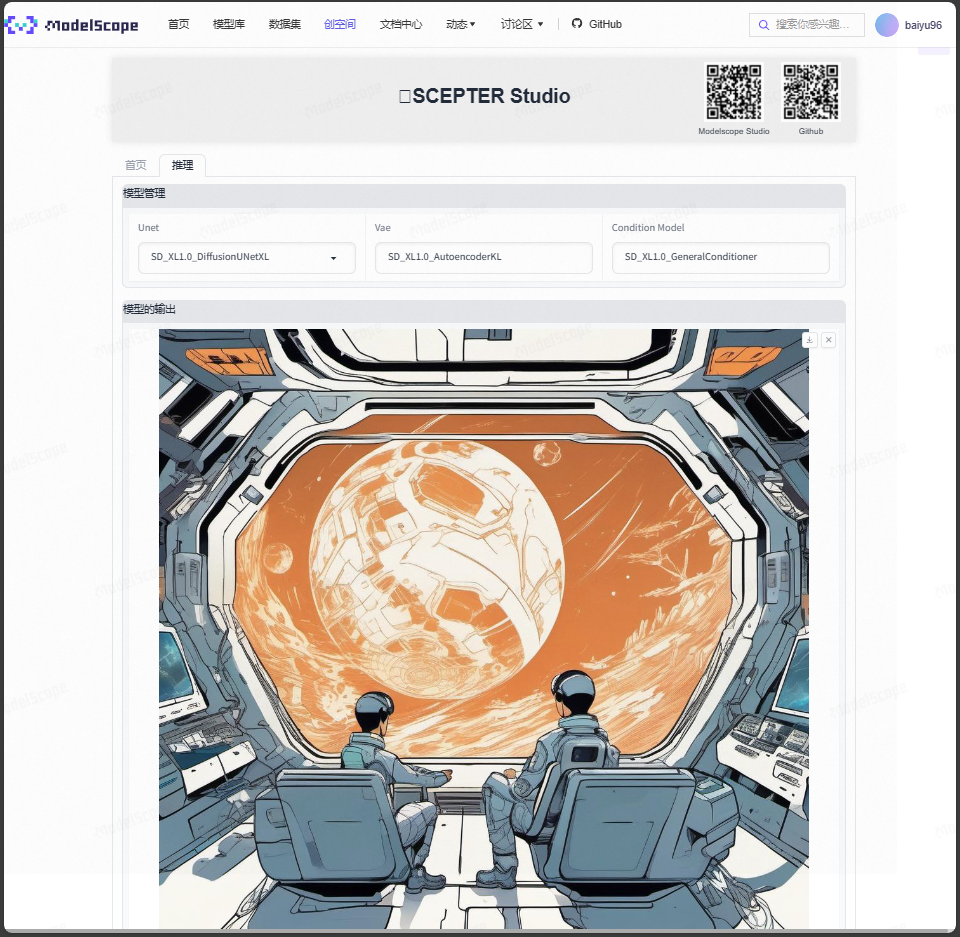 ModelScope 首页 模型库 数据集 创空间 文档中心 动态 讨论区 GitHub 搜索你感兴趣... baiyu96
SCEPTER Studio
Modelscope Studio Github
首页 推理
模型管理
Unet Vae Condition Model
SD_XL1.0_DiffusionUNetXL SD_XL1.0_AutoencoderKL SD_XL1.0_GeneralConditioner
模型的输出